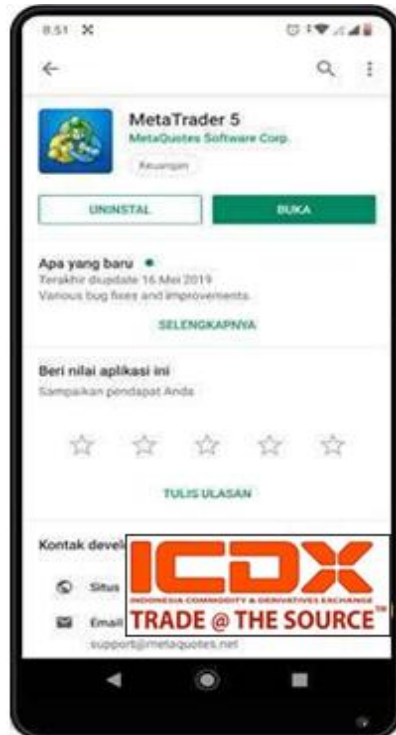 8.51
MetaTrader 5
MetaQuotes Software Corp.
Keuangan
UNINSTAL
BUKA
Apa yang baru
Terakhir diupdate 16 Mei 2019
Various bug fixes and improvements.
SELENGKAPNYA
Beri nilai aplikasi ini
Sampaikan pendapat Anda
TULIS ULASAN
Kontak devel
Situs
Email
support@metaquotes.net
ICDX
INDONESIA COMMODITY & DERIVATIVES EXCHANGE
TRADE @ THE SOURCE™